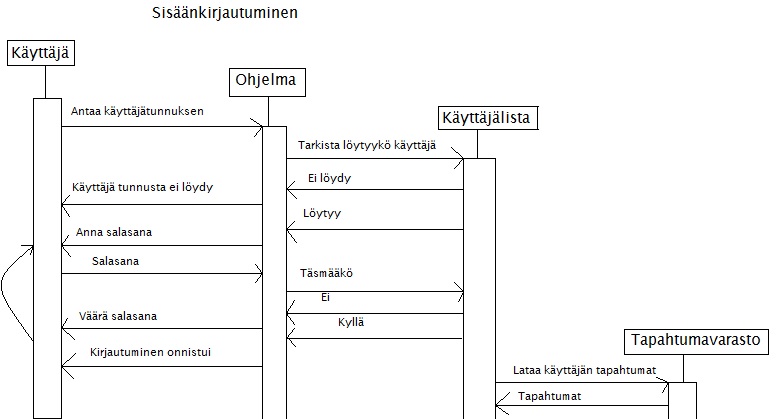 Sisäänkirjautuminen
Käyttäjä
Ohjelma
Käyttäjälista
Antaa käyttäjätunnuksen
Tarkista löytyykö käyttäjä
Ei löydy
Käyttäjä tunnusta ei löydy
Löytyy
Anna salasana
Salasana
Täsmääkö
Ei
Väärä salasana
Kyllä
Tapahtumavarasto
Kirjautuminen onnistui
Lataa käyttäjän tapahtumat
Tapahtumat